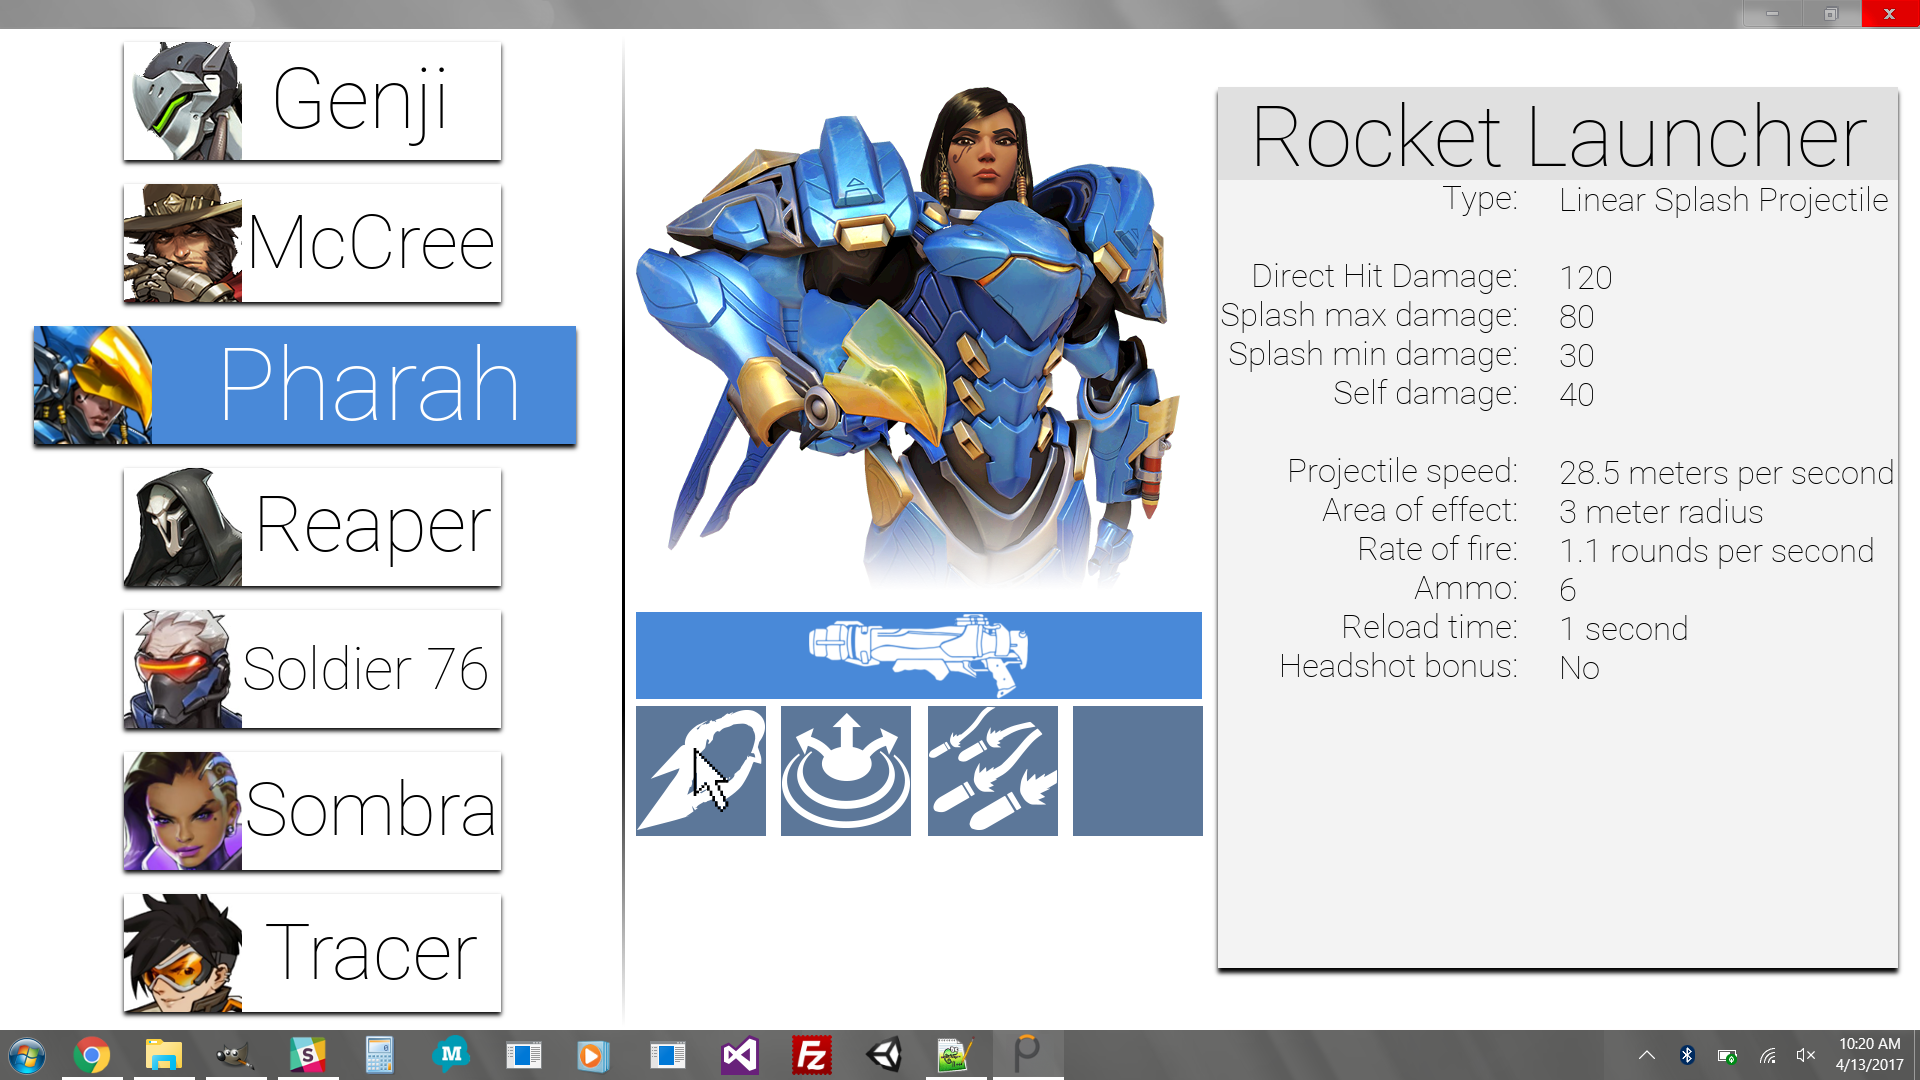 Genji
McCree
Pharah
Reaper
Soldier 76
Sombra
Tracer
Rocket Launcher
Type: Linear Splash Projectile
Direct Hit Damage: 120
Splash max damage: 80
Splash min damage: 30
Self damage: 40
Projectile speed: 28.5 meters per second
Area of effect: 3 meter radius
Rate of fire: 1.1 rounds per second
Ammo: 6
Reload time: 1 second
Headshot bonus: No
S
M
Fz
10:20 AM
4/13/2017